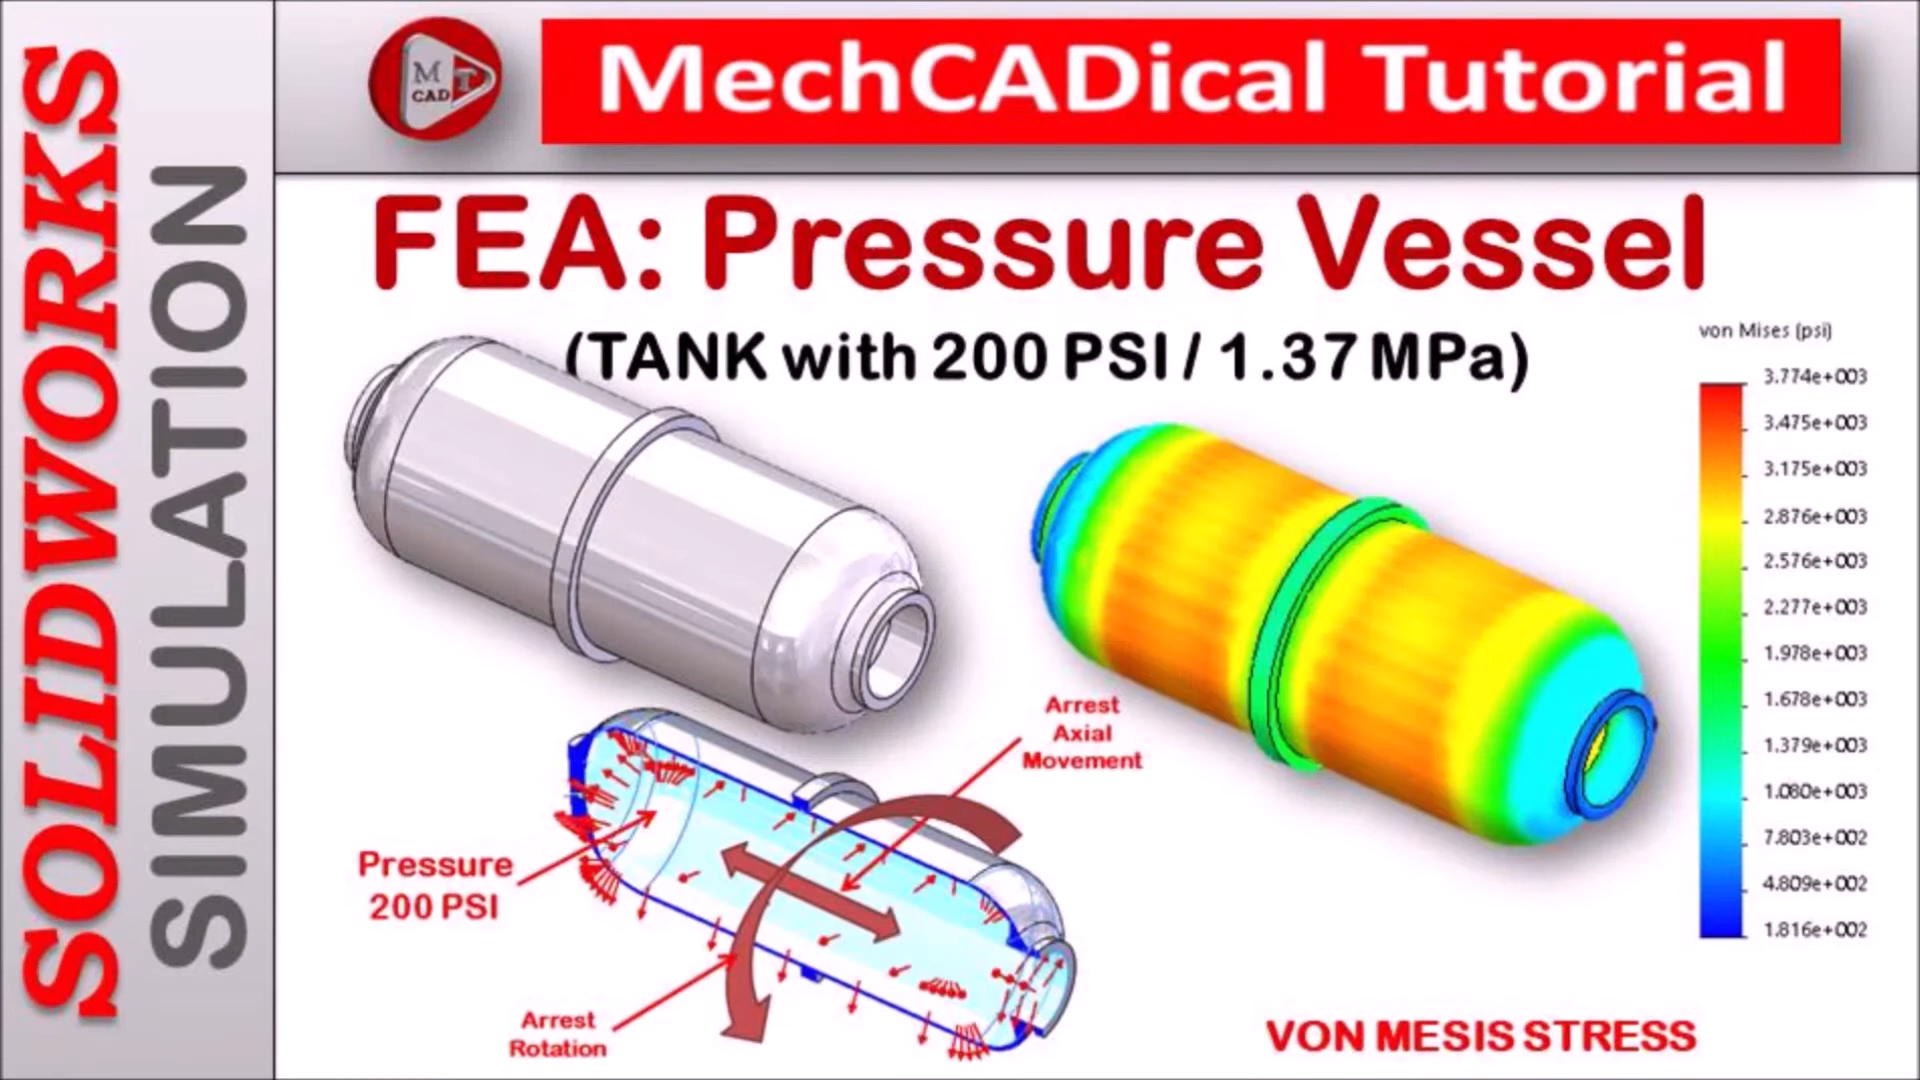 SOLIDWORKS
SIMULATION
M T
CAD
MechCADical Tutorial
FEA: Pressure Vessel
(TANK with 200 PSI / 1.37 MPa)
von Mises (psi)
3.774e+003
3.475e+003
3.175e+003
2.876e+003
2.576e+003
2.277e+003
1.978e+003
1.678e+003
1.379e+003
1.080e+003
7.803e+002
4.809e+002
1.816e+002
Arrest
Axial
Movement
Pressure
200 PSI
Arrest
Rotation
VON MESIS STRESS